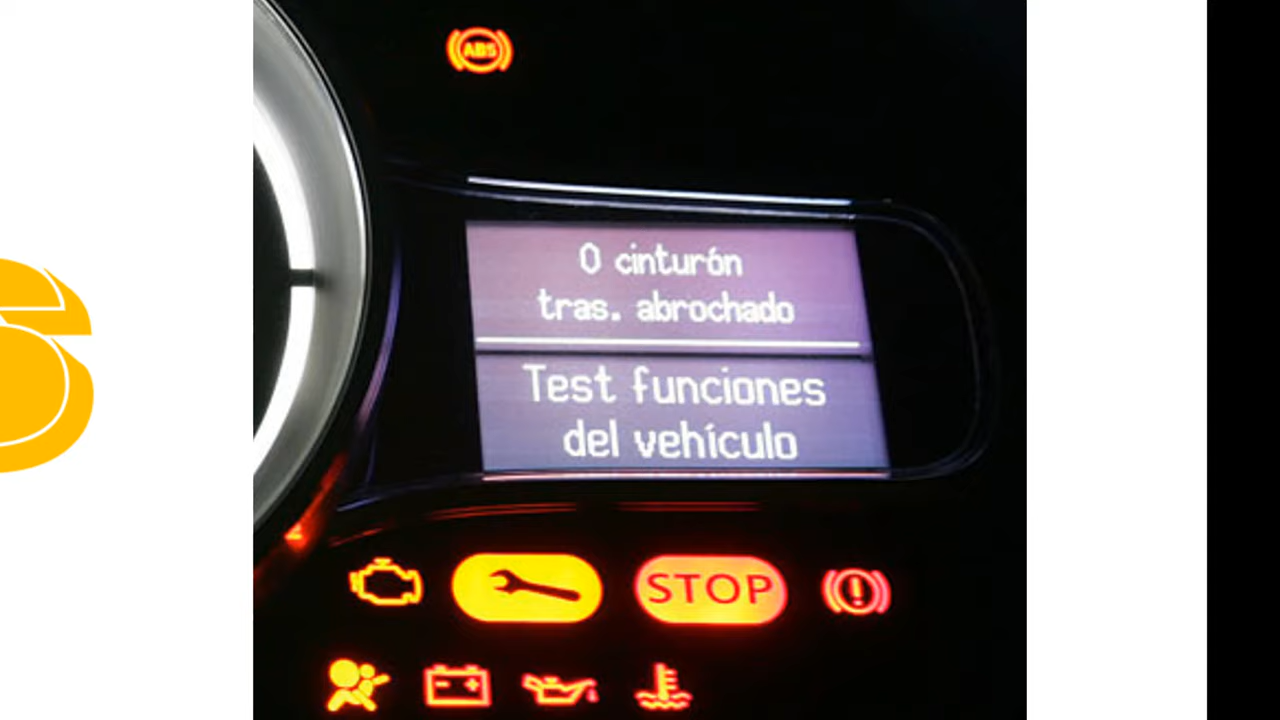 ABS
0 cinturón
tras. abrochado
Test funciones
del vehículo
STOP